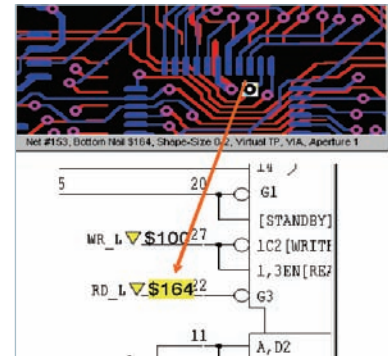 Net #153, Bottom Nail $164, Shape-Size 0-2, Virtual TP, VIA, Aperture 1
14
5 20 G1
[STANDBY]
WR_L $100 27 1C2[WRITE
1,3EN[REA
RD_L $164 22 G3
11 A,D2